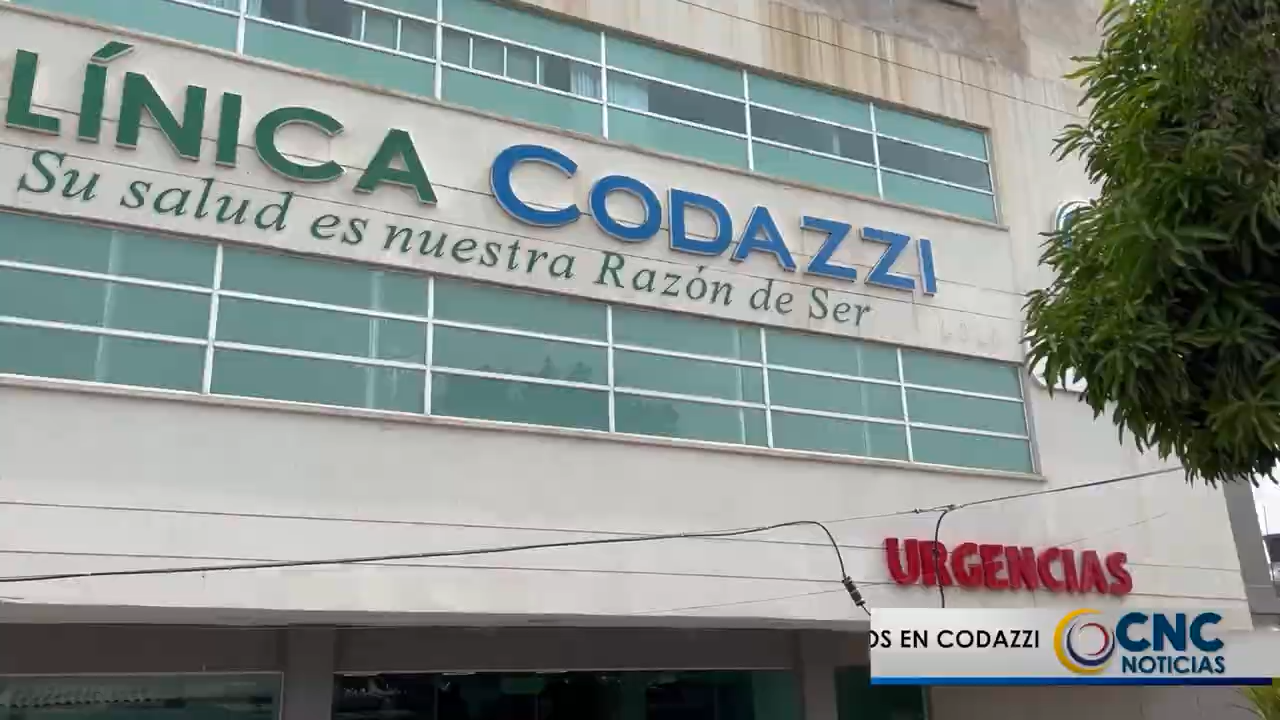 LÍNICA CODAZZI
Su salud es nuestra Razón de Ser
URGENCIAS
OS EN CODAZZI
CNC
NOTICIAS